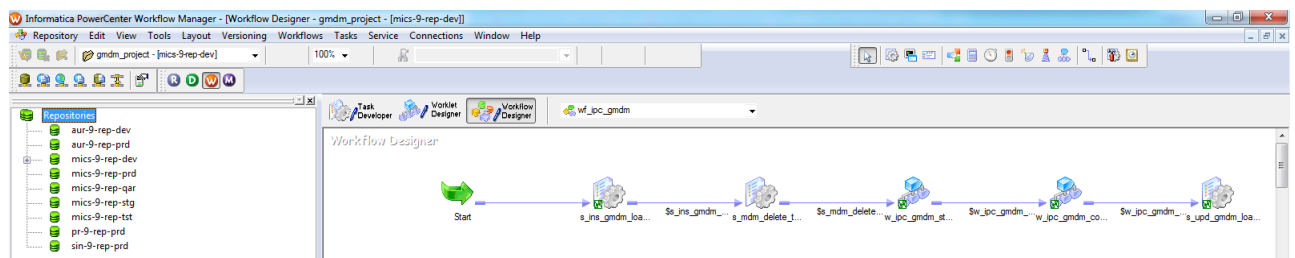 Informatica PowerCenter Workflow Manager - [Workflow Designer - gmdm_project - [mics-9-rep-dev]]
Repository Edit View Tools Layout Versioning Workflows Tasks Service Connections Window Help
gmdm_project - [mics-9-rep-dev] 100%
R D W M
Task Developer Worklet Designer Workflow Designer wf_ipc_gmdm
Repositories
aur-9-rep-dev
aur-9-rep-prd
mics-9-rep-dev
mics-9-rep-prd
mics-9-rep-qar
mics-9-rep-stg
mics-9-rep-tst
pr-9-rep-prd
sin-9-rep-prd
Workflow Designer
Start s_ins_gmdm_loa... $s_ins_gmdm_... s_mdm_delete_t... $s_mdm_delete... w_ipc_gmdm_st... $w_ipc_gmdm_... w_ipc_gmdm_co... $w_ipc_gmdm_... s_upd_gmdm_loa...